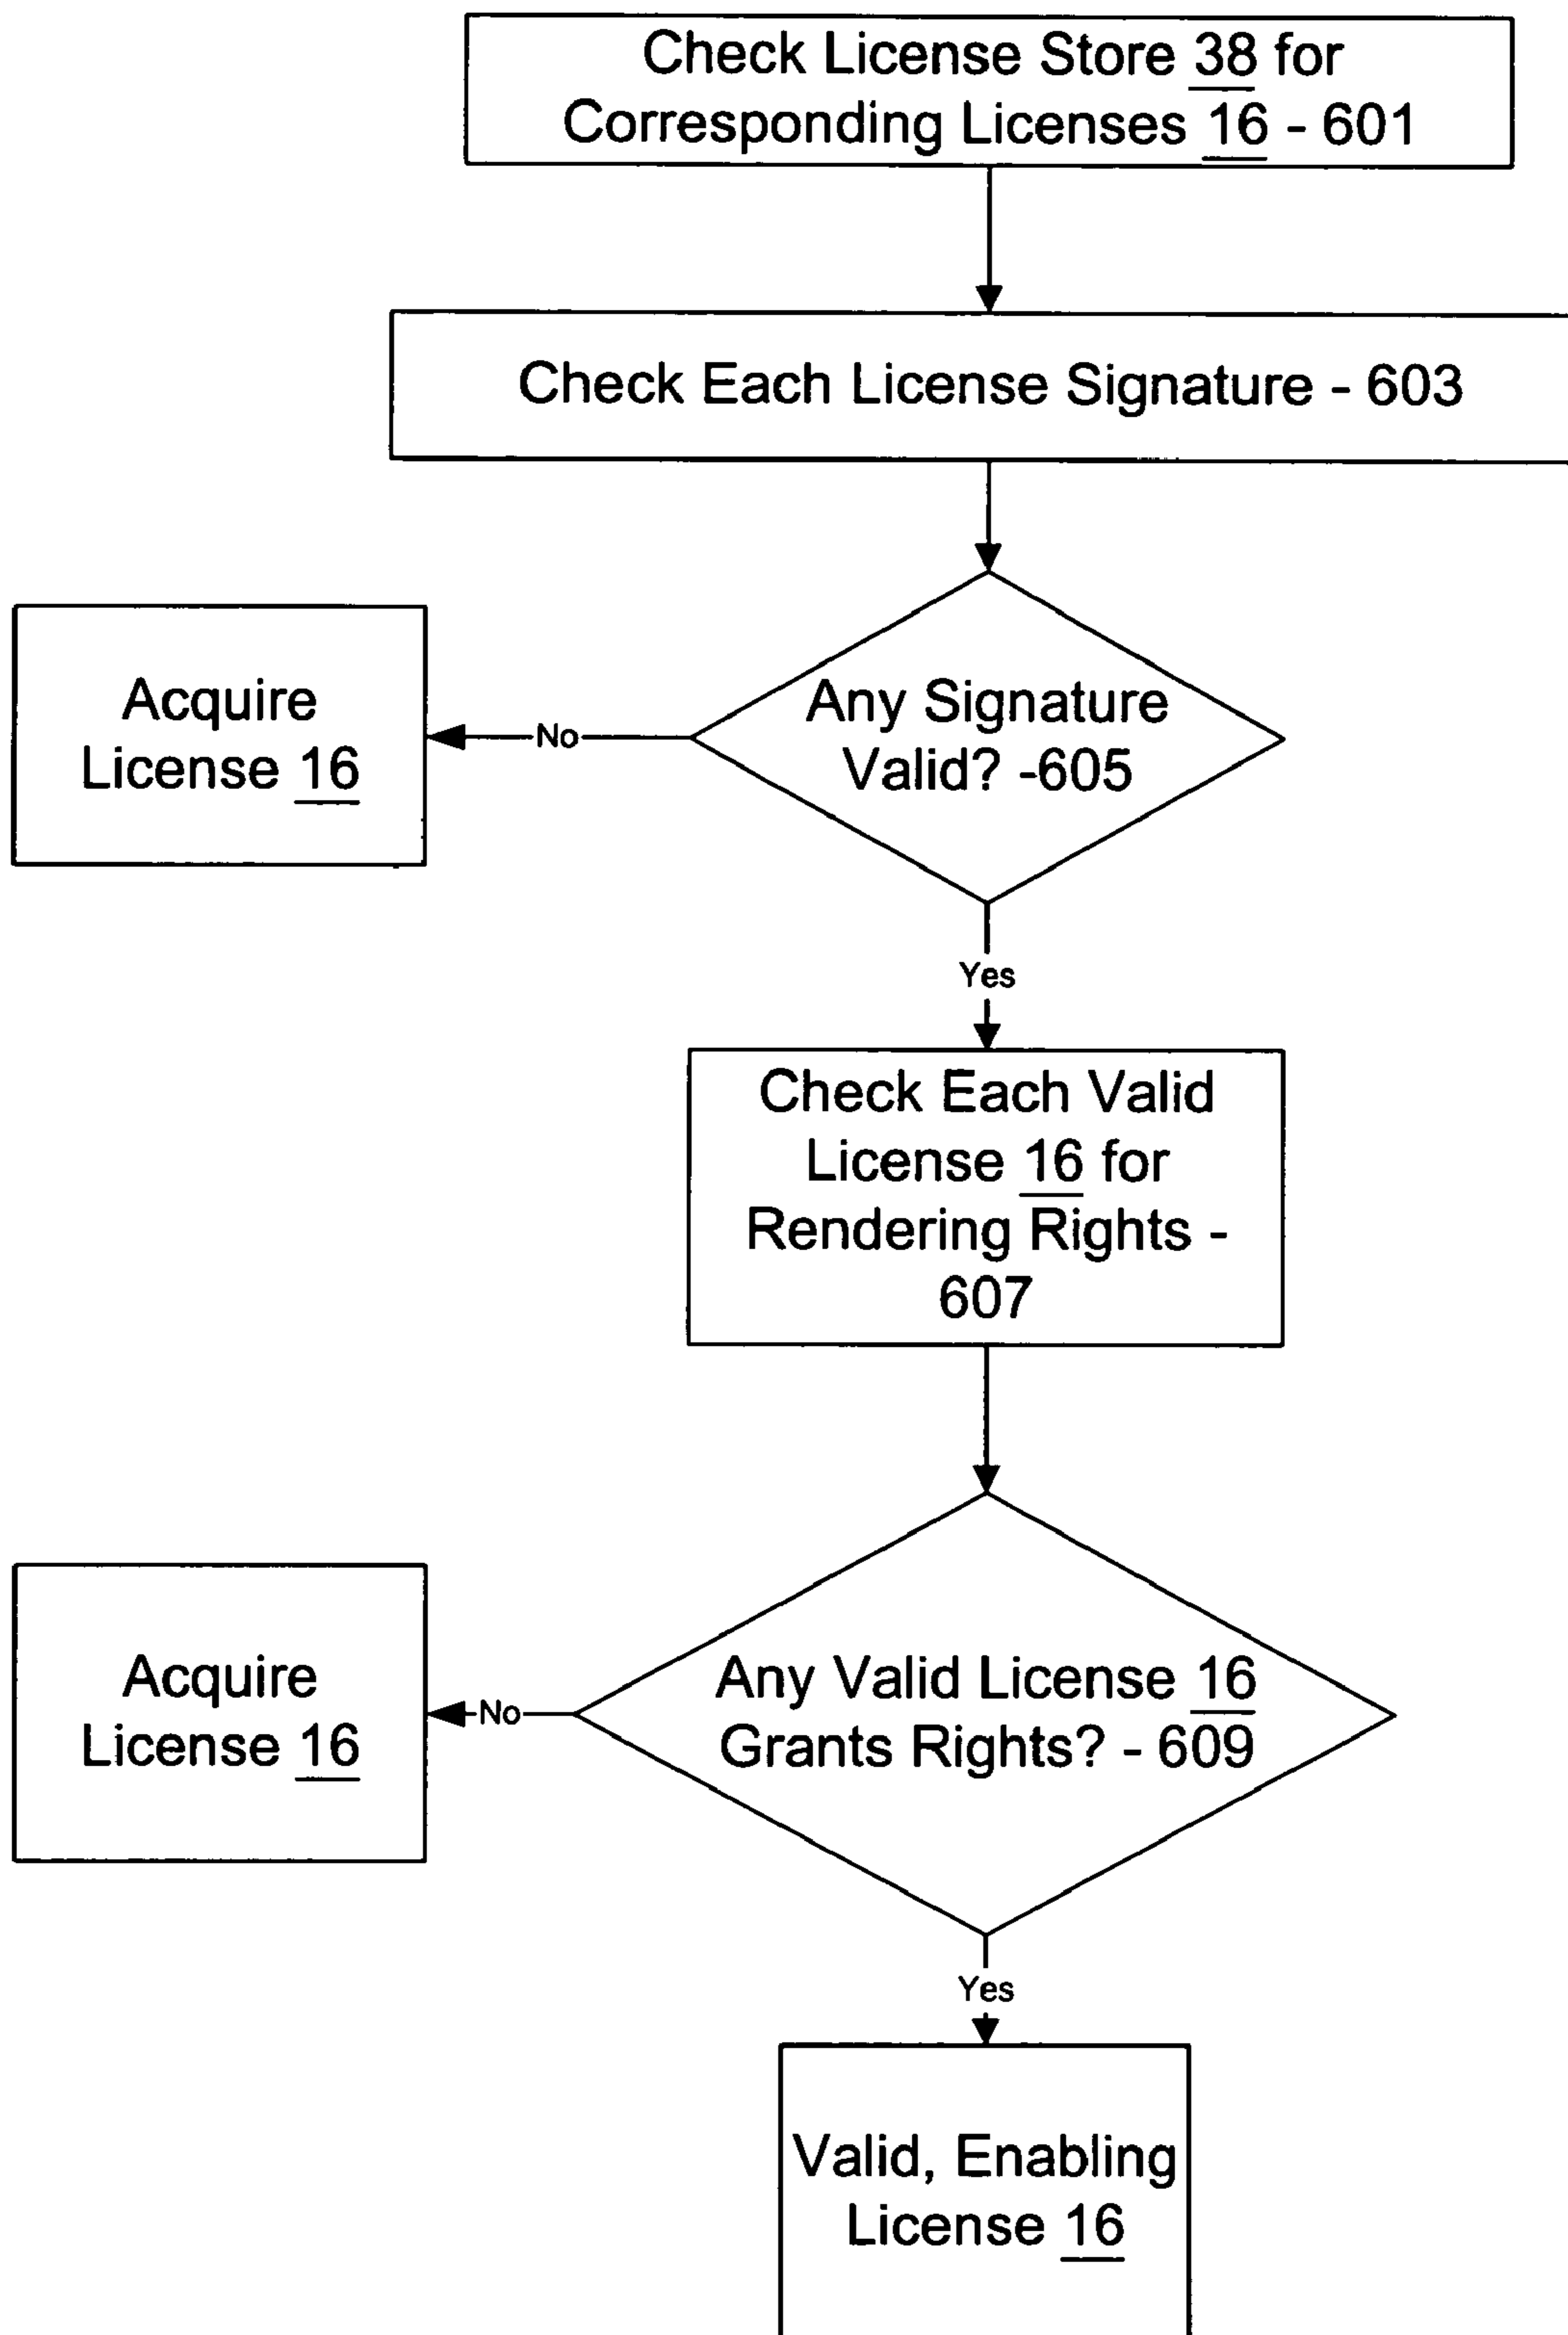 Check License Store 38 for
Corresponding Licenses 16 - 601
Check Each License Signature - 603
Any Signature
Valid? -605
No
Acquire
License 16
Yes
Check Each Valid
License 16 for
Rendering Rights -
607
Any Valid License 16
Grants Rights? - 609
No
Acquire
License 16
Yes
Valid, Enabling
License 16